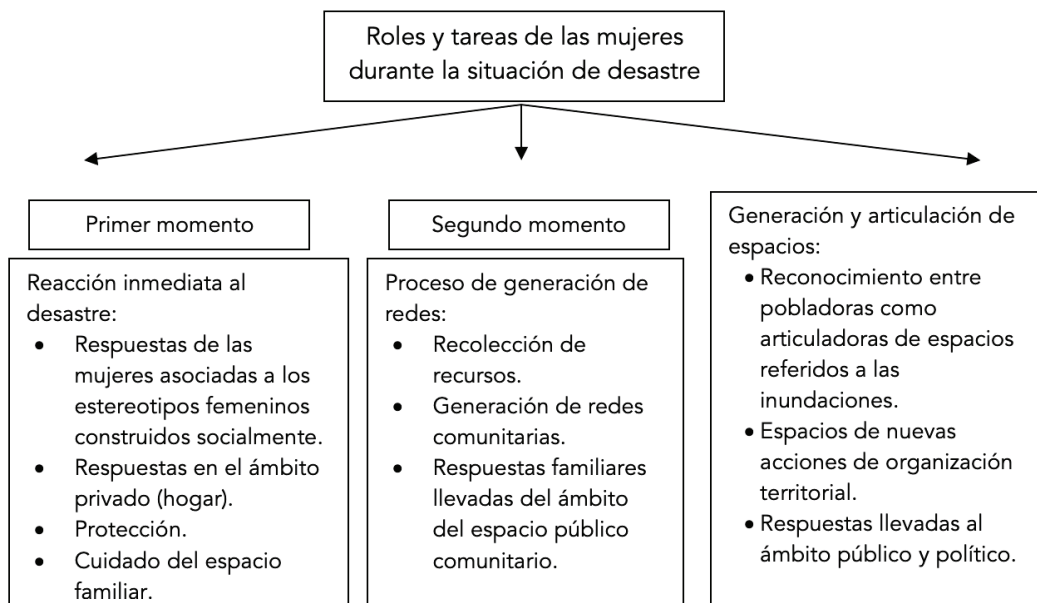 Roles y tareas de las mujeres
durante la situación de desastre
Primer momento
Reacción inmediata al
desastre:
• Respuestas de las
mujeres asociadas a los
estereotipos femeninos
construidos socialmente.
• Respuestas en el ámbito
privado (hogar).
• Protección.
• Cuidado del espacio
familiar.
Segundo momento
Proceso de generación de
redes:
• Recolección de
recursos.
• Generación de redes
comunitarias.
• Respuestas familiares
llevadas del ámbito
del espacio público
comunitario.
Generación y articulación de
espacios:
• Reconocimiento entre
pobladoras como
articuladoras de espacios
referidos a las
inundaciones.
• Espacios de nuevas
acciones de organización
territorial.
• Respuestas llevadas al
ámbito público y político.